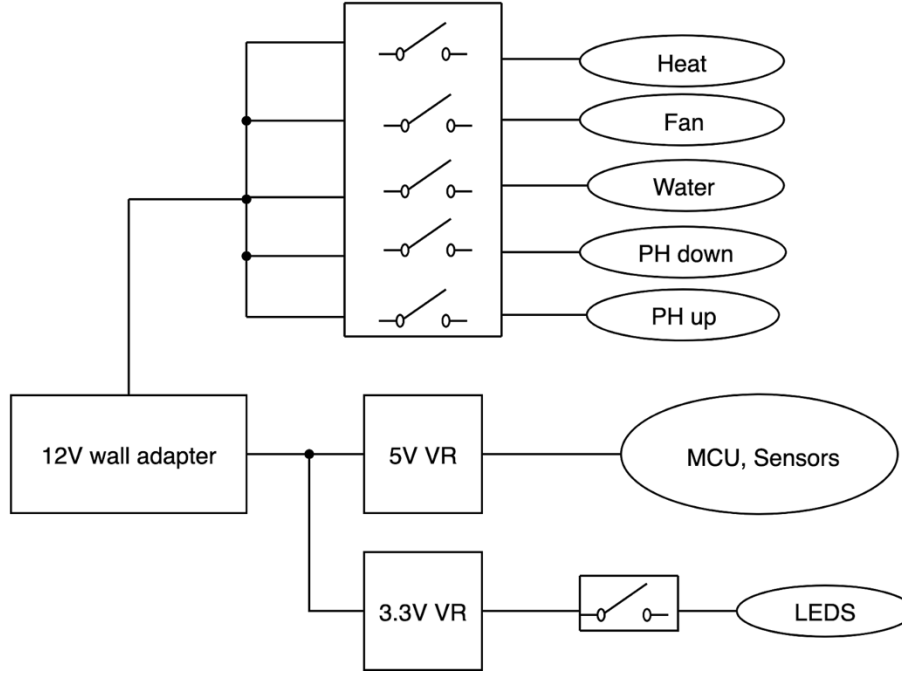 Heat
Fan
Water
PH down
PH up
12V wall adapter
5V VR
MCU, Sensors
3.3V VR
LEDS